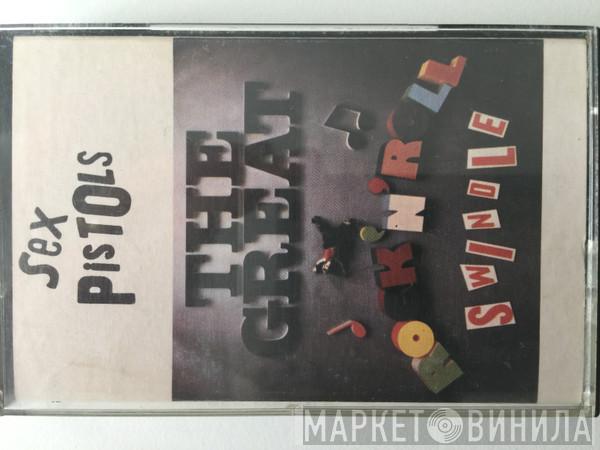 Sex
PISTOLS
THE
GREAT
ROCK'N'ROLL
SWINDLE
МАРКЕТ ВИНИЛА